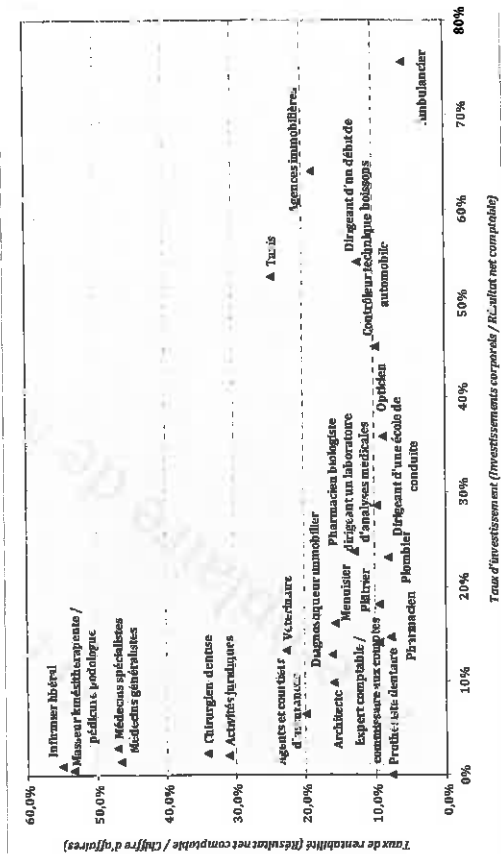 Taux de rentabilité (Résultat net comptable / Chiffre d'affaires)
60,0%
50,0%
40,0%
30,0%
20,0%
10,0%
0,0%
Infirmier libéral
Masseur kinésitherapente /
pédicure podologue
Médecins spécialistes
Médecins généralistes
Chirurgien dentiste
Activités juridiques
Agents et courtiers
d'assurances
Vétérinaire
Diagnostiqueur immobilier
Architecte
Menuisier
Expert comptable /
commissaire aux comptes
Plâtrier
Prothésiste dentaire
Pharmacien
Plombier
Pharmacien biologiste
dirigeant un laboratoire
d'analyses médicales
Dirigeant d'une école de
conduite
Opticien
Contrôleur technique
automobile
Taxis
Dirigeant d'un débit de
boissons
Agences immobilières
Ambulancier
0%
10%
20%
30%
40%
50%
60%
70%
80%
Taux d'investissement (Investissements corporels / Résultat net comptable)